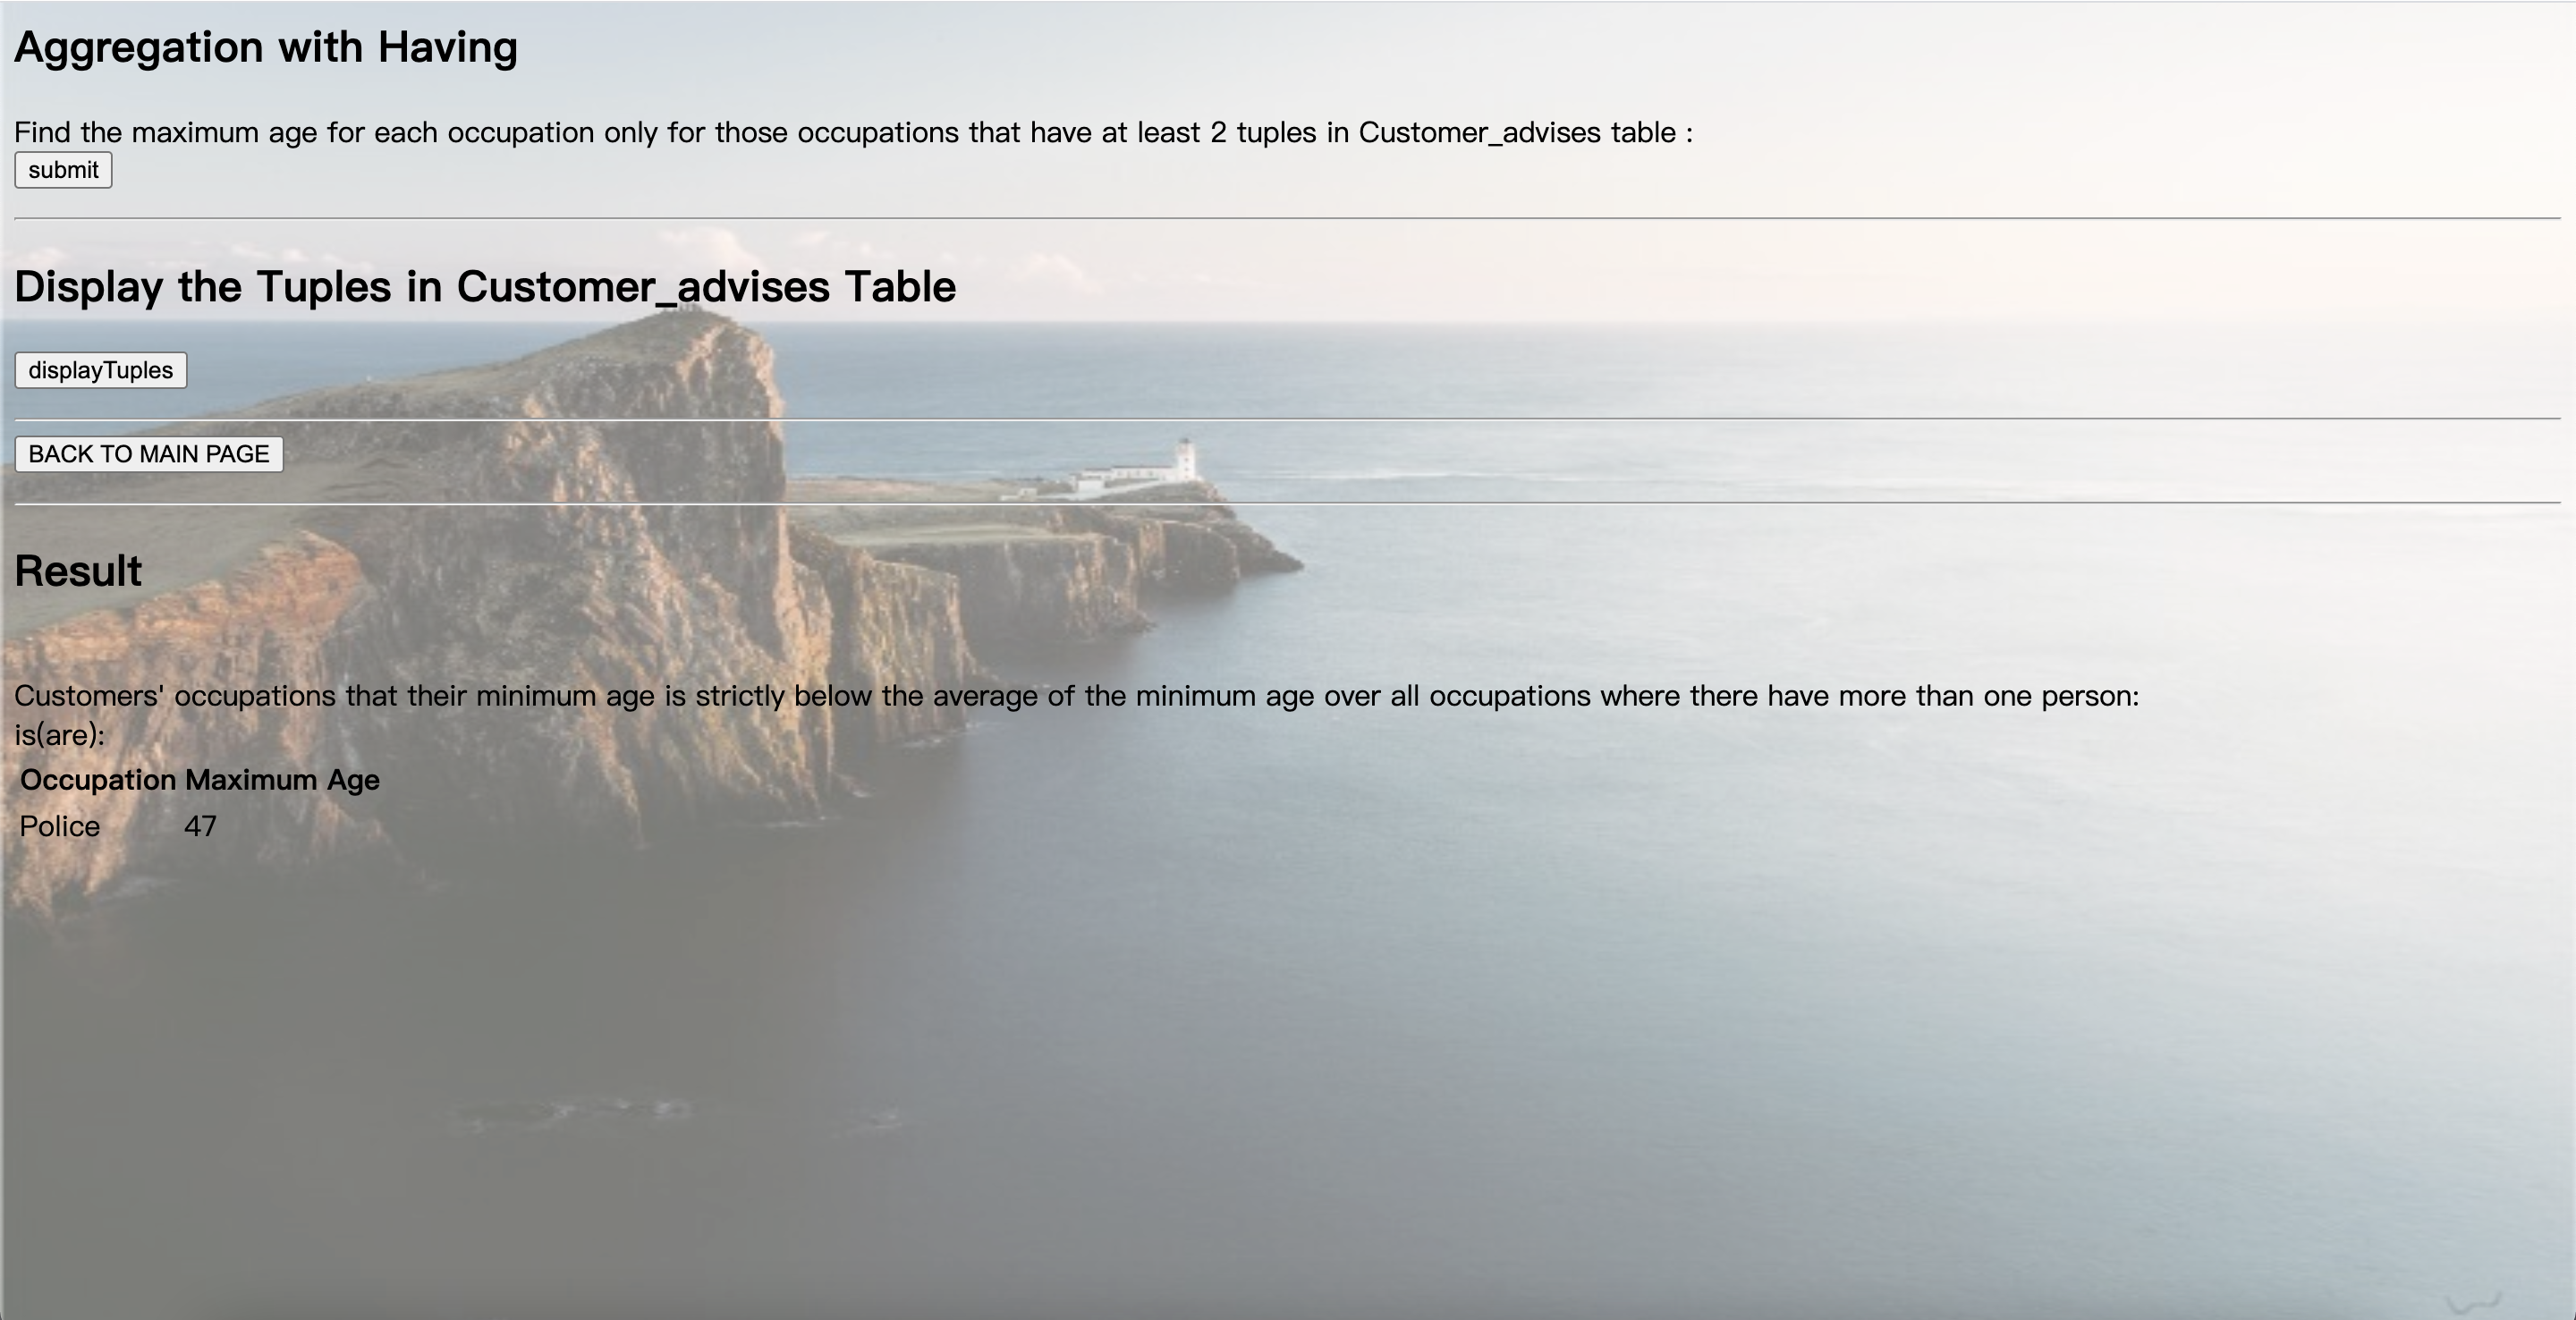 Aggregation with Having
Find the maximum age for each occupation only for those occupations that have at least 2 tuples in Customer_advises table :
submit
Display the Tuples in Customer_advises Table
displayTuples
BACK TO MAIN PAGE
Result
Customers' occupations that their minimum age is strictly below the average of the minimum age over all occupations where there have more than one person:
is(are):
Occupation Maximum Age
Police 47